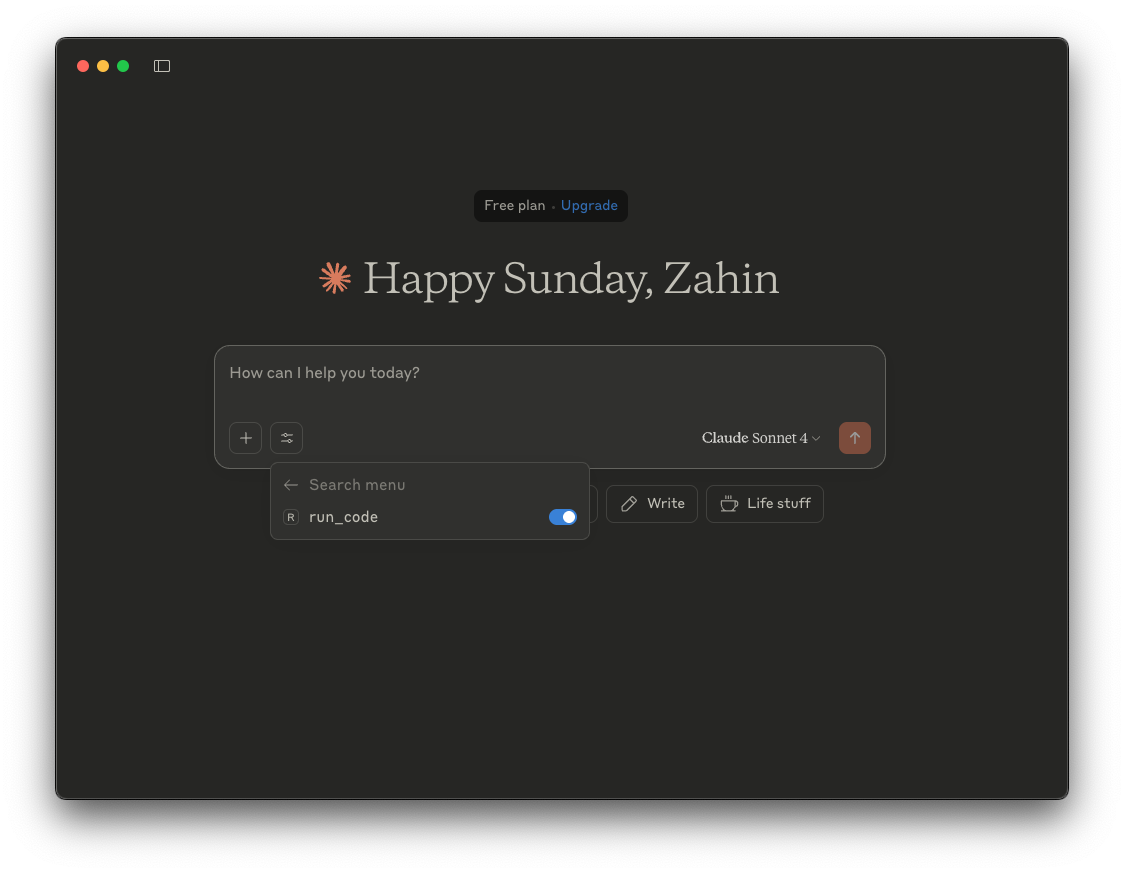 Free plan · Upgrade
Happy Sunday, Zahin
How can I help you today?
Claude Sonnet 4
Search menu
R run_code
Write
Life stuff